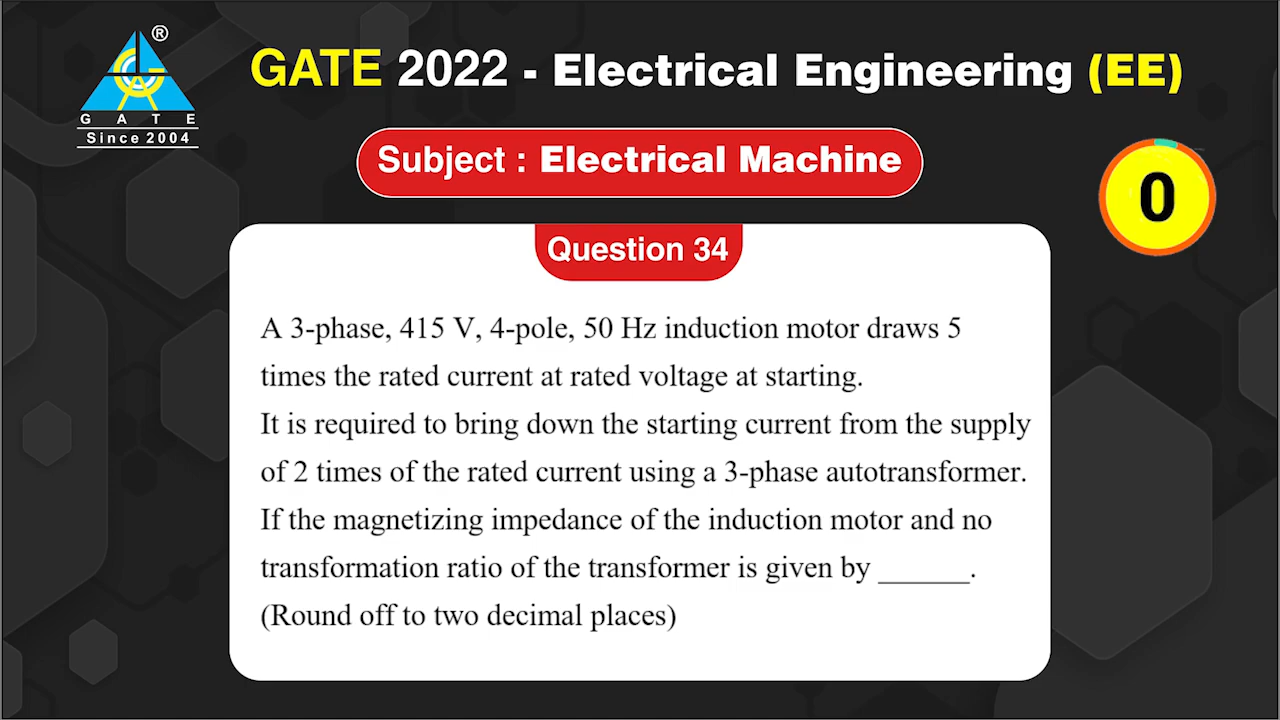 ®
G A T E
Since 2004
GATE 2022 - Electrical Engineering (EE)
Subject : Electrical Machine
0
Question 34
A 3-phase, 415 V, 4-pole, 50 Hz induction motor draws 5
times the rated current at rated voltage at starting.
It is required to bring down the starting current from the supply
of 2 times of the rated current using a 3-phase autotransformer.
If the magnetizing impedance of the induction motor and no
transformation ratio of the transformer is given by ______.
(Round off to two decimal places)